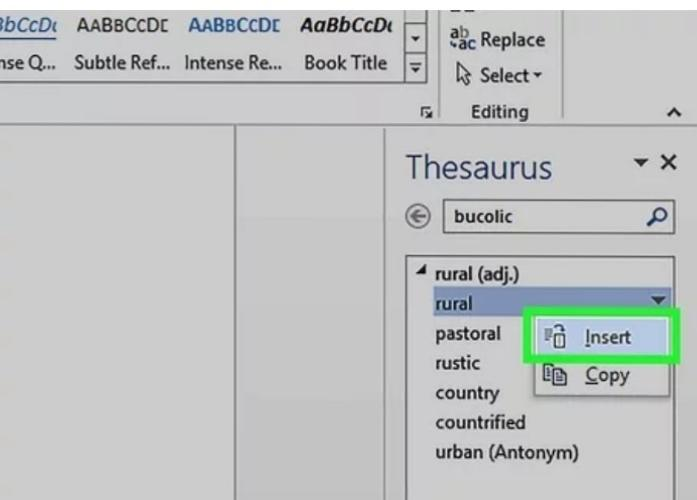 AaBbCcDc AABBCCDE AABBCCDE AaBbCcDc
nse Q... Subtle Ref... Intense Re... Book Title
Replace
Select
Editing
Thesaurus
bucolic
rural (adj.)
rural
pastoral
Insert
rustic
Copy
country
countrified
urban (Antonym)